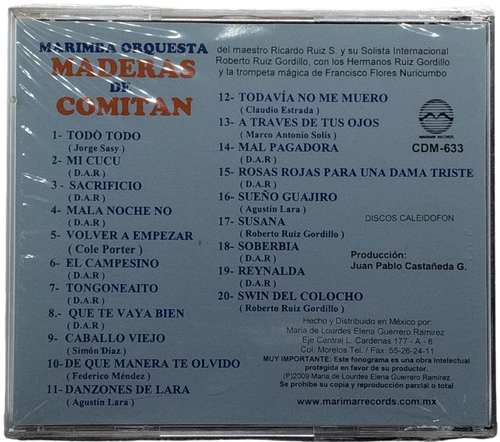 MARIMBA ORQUESTA
MADERAS
DE
COMITAN
del maestro Ricardo Ruiz S. y su Solista Internacional
Roberto Ruíz Gordillo, con los Hermanos Ruiz Gordillo
y la trompeta mágica de Francisco Flores Nuricumbo
1- TODO TODO
( Jorge Sasy )
2- MI CUCU
( D.A.R )
3 - SACRIFICIO
( D.A.R )
4- MALA NOCHE NO
( D.A.R )
5- VOLVER A EMPEZAR
( Cole Porter )
6- EL CAMPESINO
( D.A.R )
7- TONGONEAITO
( D.A.R )
8- , QUE TE VAYA BIEN
( D.A.R )
9- CABALLO VIEJO
( Simón Díaz )
10- DE QUE MANERA TE OLVIDO
( Federico Méndez )
11- DANZONES DE LARA
( Agustín Lara )
12- TODAVÍA NO ME MUERO
( Claudio Estrada )
13- A TRAVES DE TUS OJOS
( Marco Antonio Solís )
14- MAL PAGADORA
( D.A.R )
15- ROSAS ROJAS PARA UNA DAMA TRISTE
( D.A.R )
16- SUEÑO GUAJIRO
( Agustín Lara )
17- SUSANA
( Roberto Ruíz Gordillo )
18- SOBERBIA
( D.A.R )
19- REYNALDA
( D.A.R )
20- SWIN DEL COLOCHO
( Roberto Ruíz Gordillo )
MARIMAR RECORDS
CDM-633
DISCOS CALEIDOFON
Producción:
Juan Pablo Castañeda G.
Hecho y Distribuido en México por:
Maria de Lourdes Elena Guerrero Ramirez
Eje Central L. Cardenas 177 - A - 6
Col. Morelos Tel. / Fax: 55-26-24-11
MUY IMPORTANTE: Este fonograma es una obra intelectual
protegida en favor de su productor.
(P)2009 Maria de Lourdes Elena Guerrero Ramírez
Se prohíbe su copia y reproducción parcial o total
www.marimarrecords.com.mx